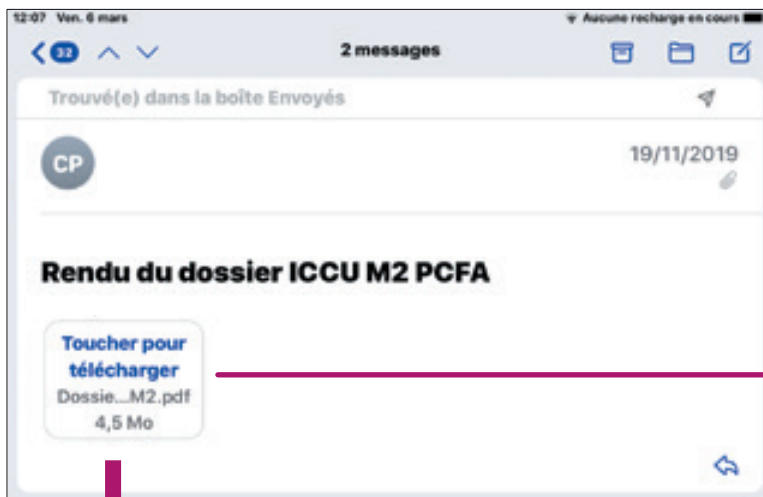 12:07 Ven. 6 mars Aucune recharge en cours
32 2 messages
Trouvé(e) dans la boîte Envoyés
CP 19/11/2019
Rendu du dossier ICCU M2 PCFA
Toucher pour
télécharger
Dossie...M2.pdf
4,5 Mo